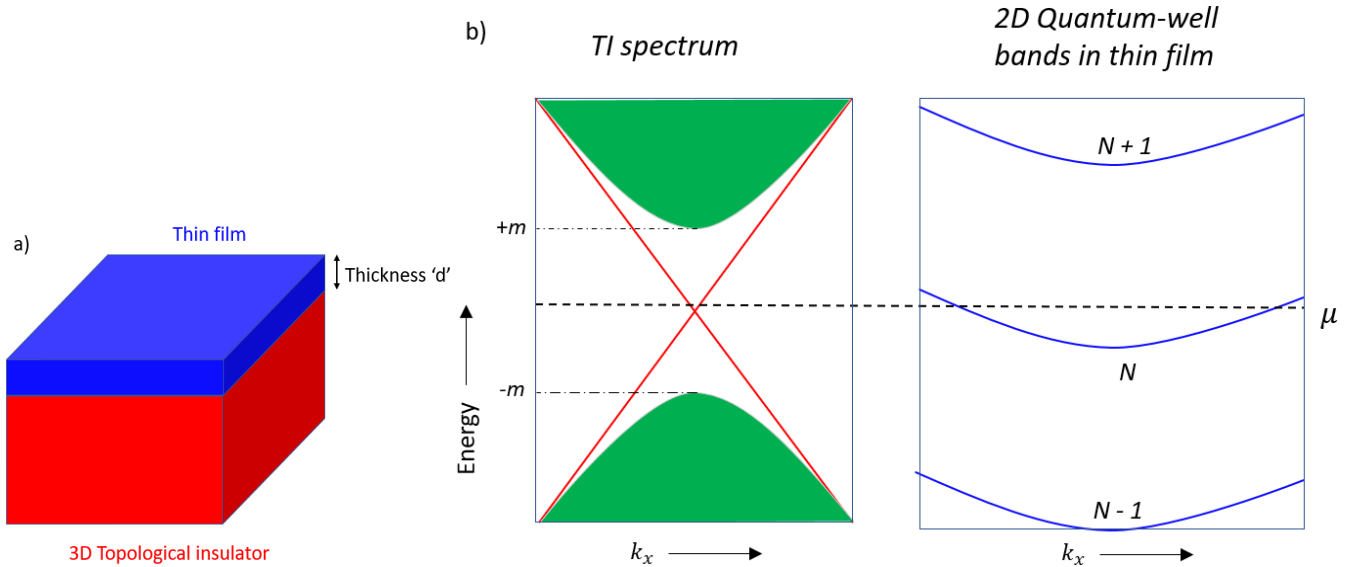 a)
Thin film
Thickness ‘d’
3D Topological insulator
b)
TI spectrum
+m
-m
Energy
k_x
2D Quantum-well
bands in thin film
N + 1
N
N - 1
μ
k_x